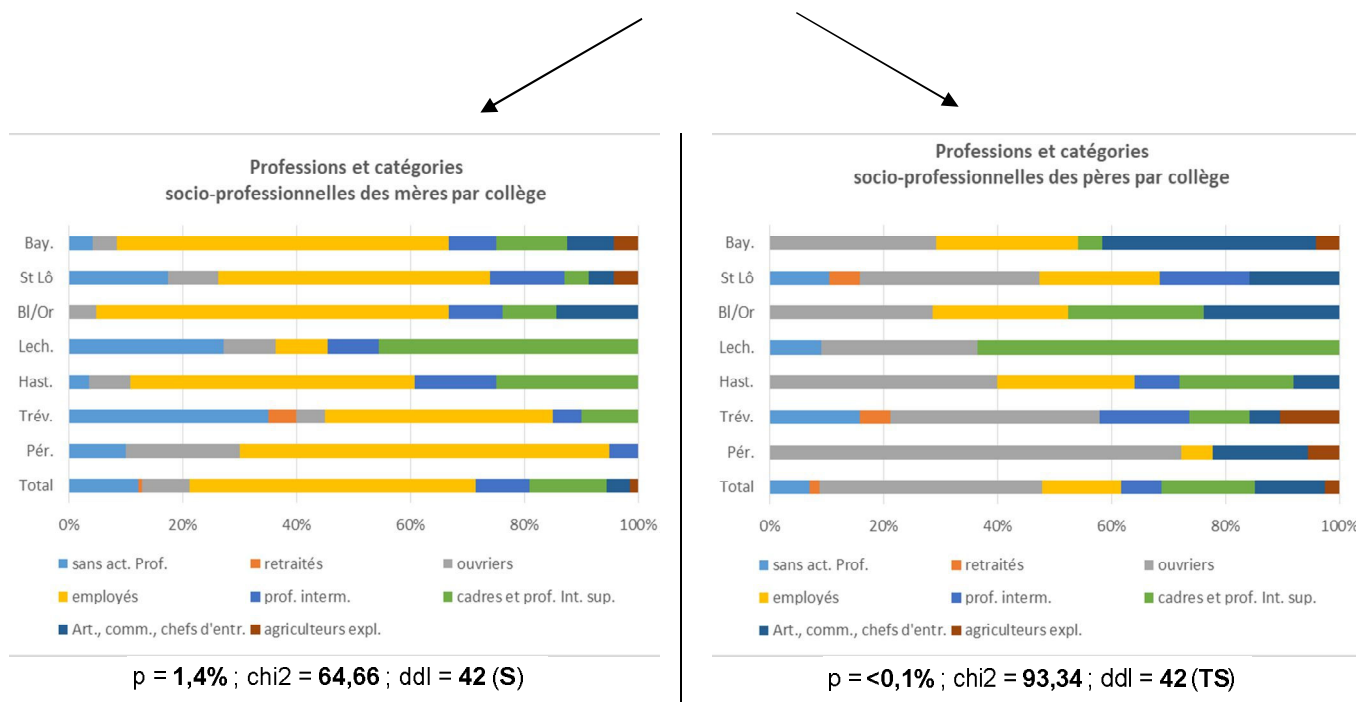 Professions et catégories
socio-professionnelles des mères par collège
Bay.
St Lô
Bl/Or
Lech.
Hast.
Trév.
Pér.
Total
0% 20% 40% 60% 80% 100%
sans act. Prof. retraités ouvriers
employés prof. interm. cadres et prof. Int. sup.
Art., comm., chefs d'entr. agriculteurs expl.
p = 1,4% ; chi2 = 64,66 ; ddl = 42 (S)
Professions et catégories
socio-professionnelles des pères par collège
Bay.
St Lô
Bl/Or
Lech.
Hast.
Trév.
Pér.
Total
0% 20% 40% 60% 80% 100%
sans act. Prof. retraités ouvriers
employés prof. interm. cadres et prof. Int. sup.
Art., comm., chefs d'entr. agriculteurs expl.
p = <0,1% ; chi2 = 93,34 ; ddl = 42 (TS)